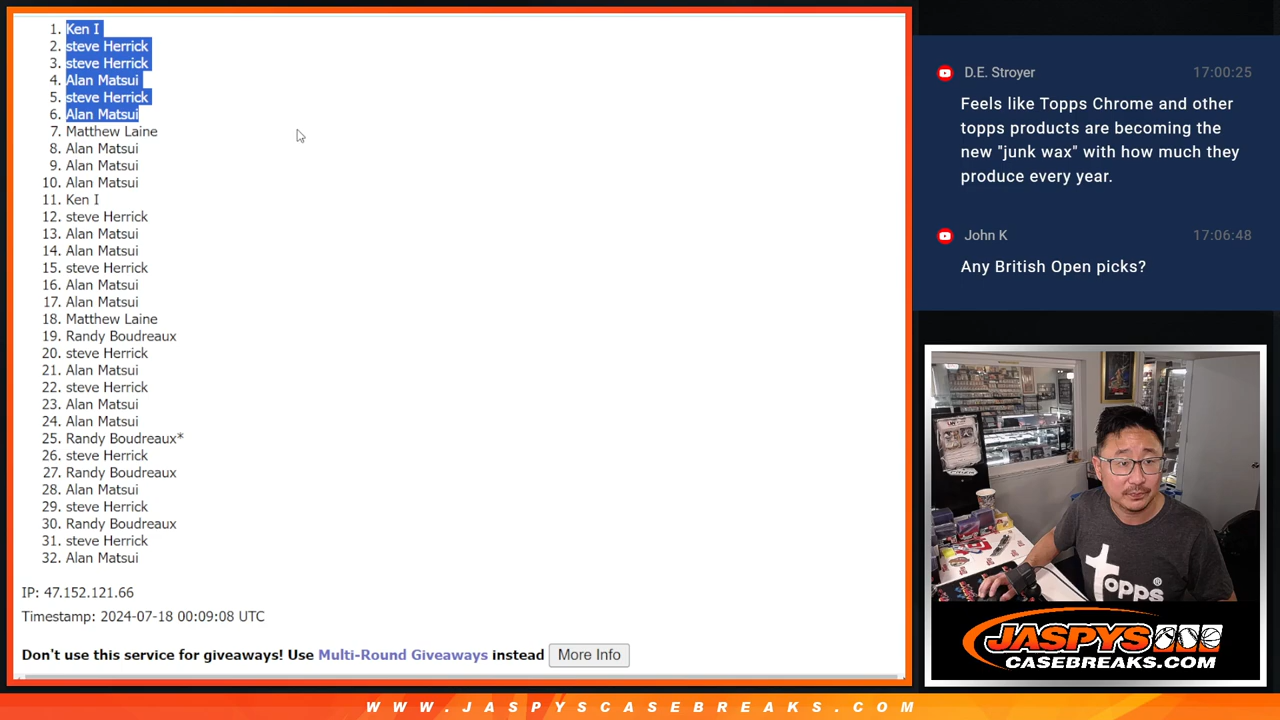 1. Ken I
2. steve Herrick
3. steve Herrick
4. Alan Matsui
5. steve Herrick
6. Alan Matsui
7. Matthew Laine
8. Alan Matsui
9. Alan Matsui
10. Alan Matsui
11. Ken I
12. steve Herrick
13. Alan Matsui
14. Alan Matsui
15. steve Herrick
16. Alan Matsui
17. Alan Matsui
18. Matthew Laine
19. Randy Boudreaux
20. steve Herrick
21. Alan Matsui
22. steve Herrick
23. Alan Matsui
24. Alan Matsui
25. Randy Boudreaux*
26. steve Herrick
27. Randy Boudreaux
28. Alan Matsui
29. steve Herrick
30. Randy Boudreaux
31. steve Herrick
32. Alan Matsui
IP: 47.152.121.66
Timestamp: 2024-07-18 00:09:08 UTC
Don't use this service for giveaways! Use Multi-Round Giveaways instead More Info
D.E. Stroyer 17:00:25
Feels like Topps Chrome and other
topps products are becoming the
new "junk wax" with how much they
produce every year.
John K 17:06:48
Any British Open picks?
topps®
JASPYS
CASEBREAKS.COM
WWW.JASPYSCASEBREAKS.COM